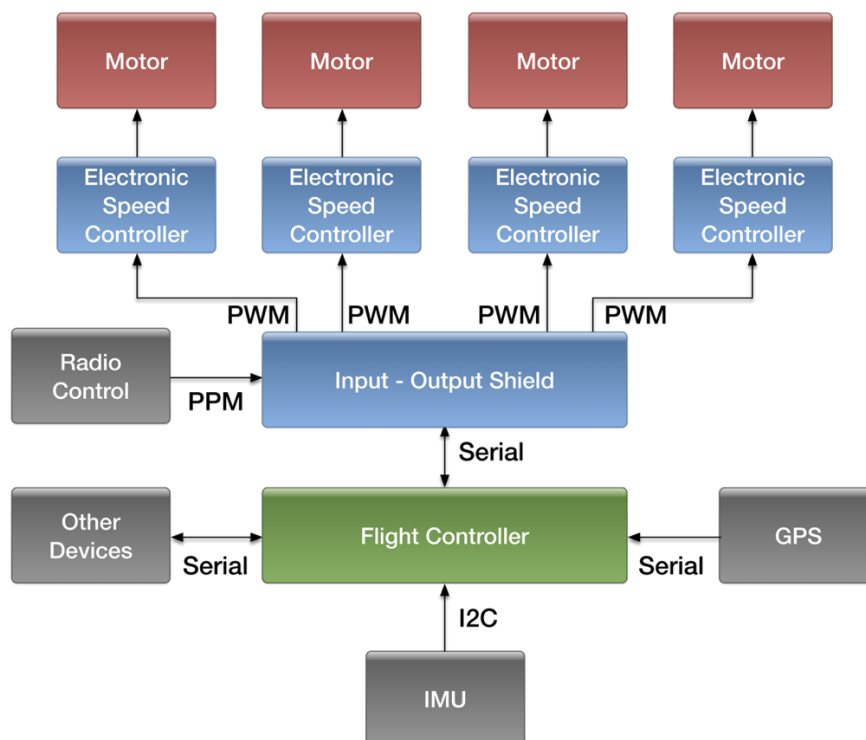 Motor
Motor
Motor
Motor
Electronic
Speed
Controller
Electronic
Speed
Controller
Electronic
Speed
Controller
Electronic
Speed
Controller
PWM
PWM
PWM
PWM
Radio
Control
PPM
Input - Output Shield
Serial
Other
Devices
Serial
Flight Controller
Serial
GPS
I2C
IMU